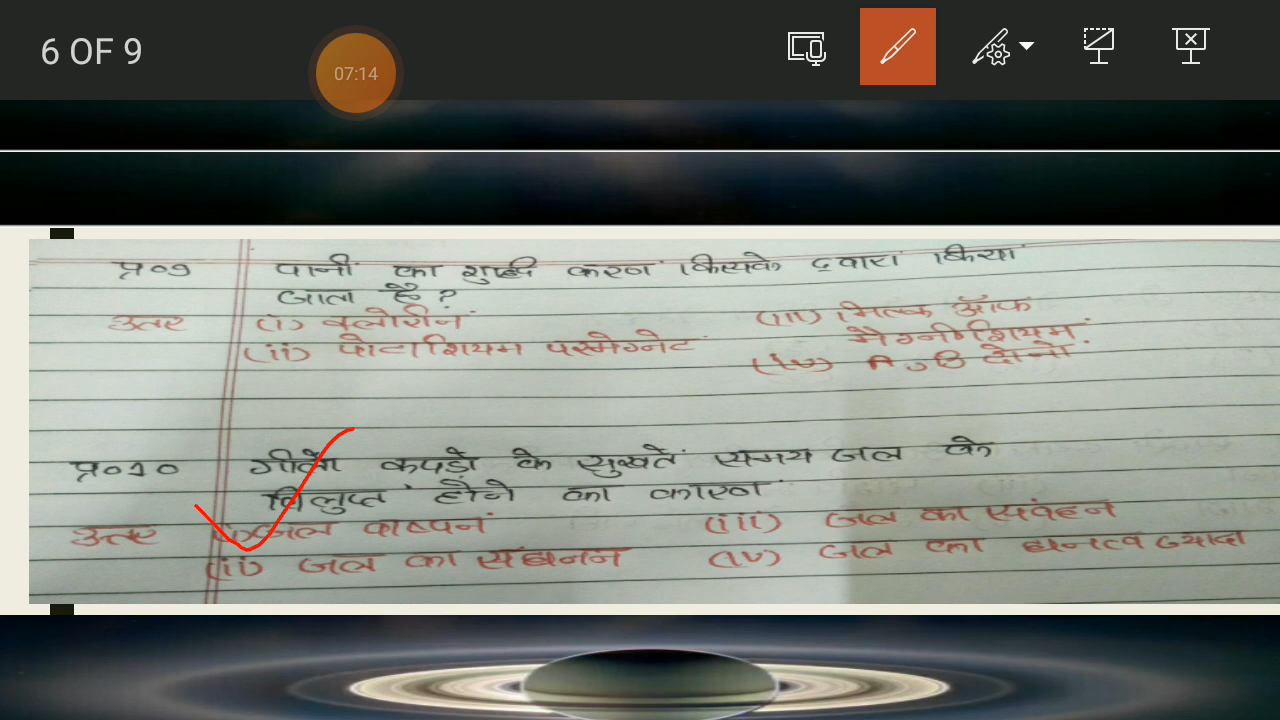 6 OF 9
07:14
प्र०9 पानी का शुद्धी करण किसके द्वारा किया
जाता है?
उत्तर (i) क्लोरीन (iii) मिल्क ऑफ
मैग्नीशियम
(ii) पोटाशियम परमेग्नेट (iv) A व B दोनो
प्र०10 गीले कपड़ो के सुखते समय जल के
विलुप्त होने का कारण
उत्तर (i) जल वाष्पन (iii) जल का संवहन
(ii) जल का संघनन (iv) जल का घनत्व ज्यादा